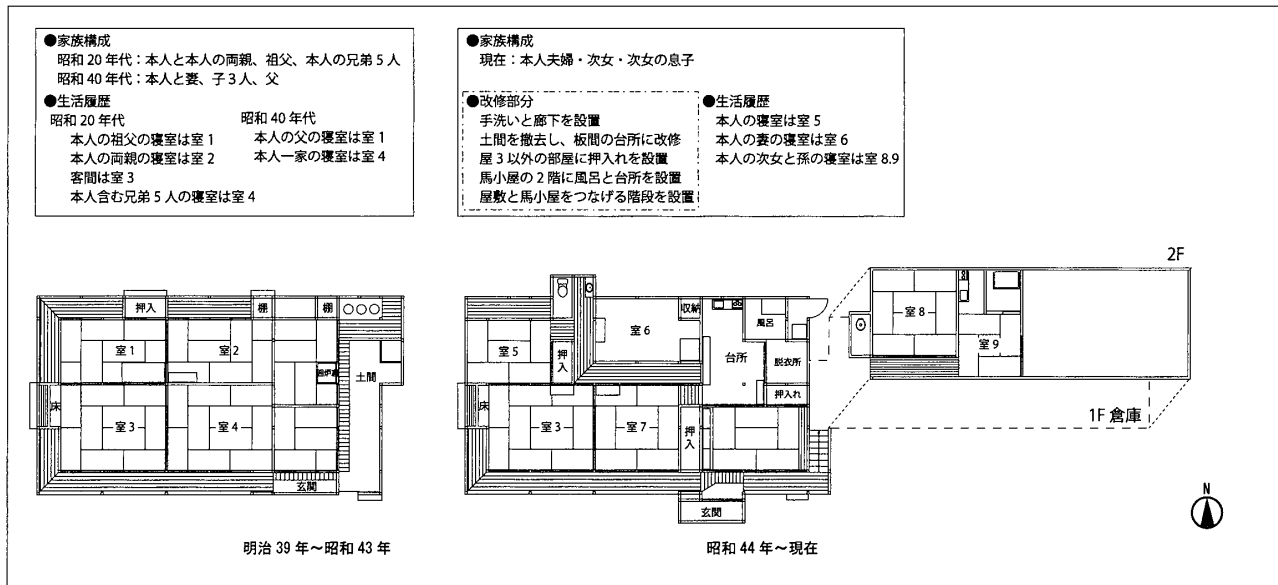 ●家族構成
昭和 20 年代：本人と本人の両親、祖父、本人の兄弟 5 人
昭和 40 年代：本人と妻、子 3 人、父
●生活履歴
昭和 20 年代
本人の祖父の寝室は室 1
本人の両親の寝室は室 2
客間は室 3
本人含む兄弟 5 人の寝室は室 4
昭和 40 年代
本人の父の寝室は室 1
本人一家の寝室は室 4
●家族構成
現在：本人夫婦・次女・次女の息子
●改修部分
手洗いと廊下を設置
土間を撤去し、板間の台所に改修
屋 3 以外の部屋に押入れを設置
馬小屋の 2 階に風呂と台所を設置
屋敷と馬小屋をつなげる階段を設置
●生活履歴
本人の寝室は室 5
本人の妻の寝室は室 6
本人の次女と孫の寝室は室 8.9
押入
棚
棚
室 1
室 2
土間
床
室 3
室 4
玄関
明治 39 年～昭和 43 年
収納
風呂
室 6
室 5
押入
台所
脱衣所
押入れ
床
室 3
室 7
押入
玄関
昭和 44 年～現在
2F
室 8
室 9
1F 倉庫
N